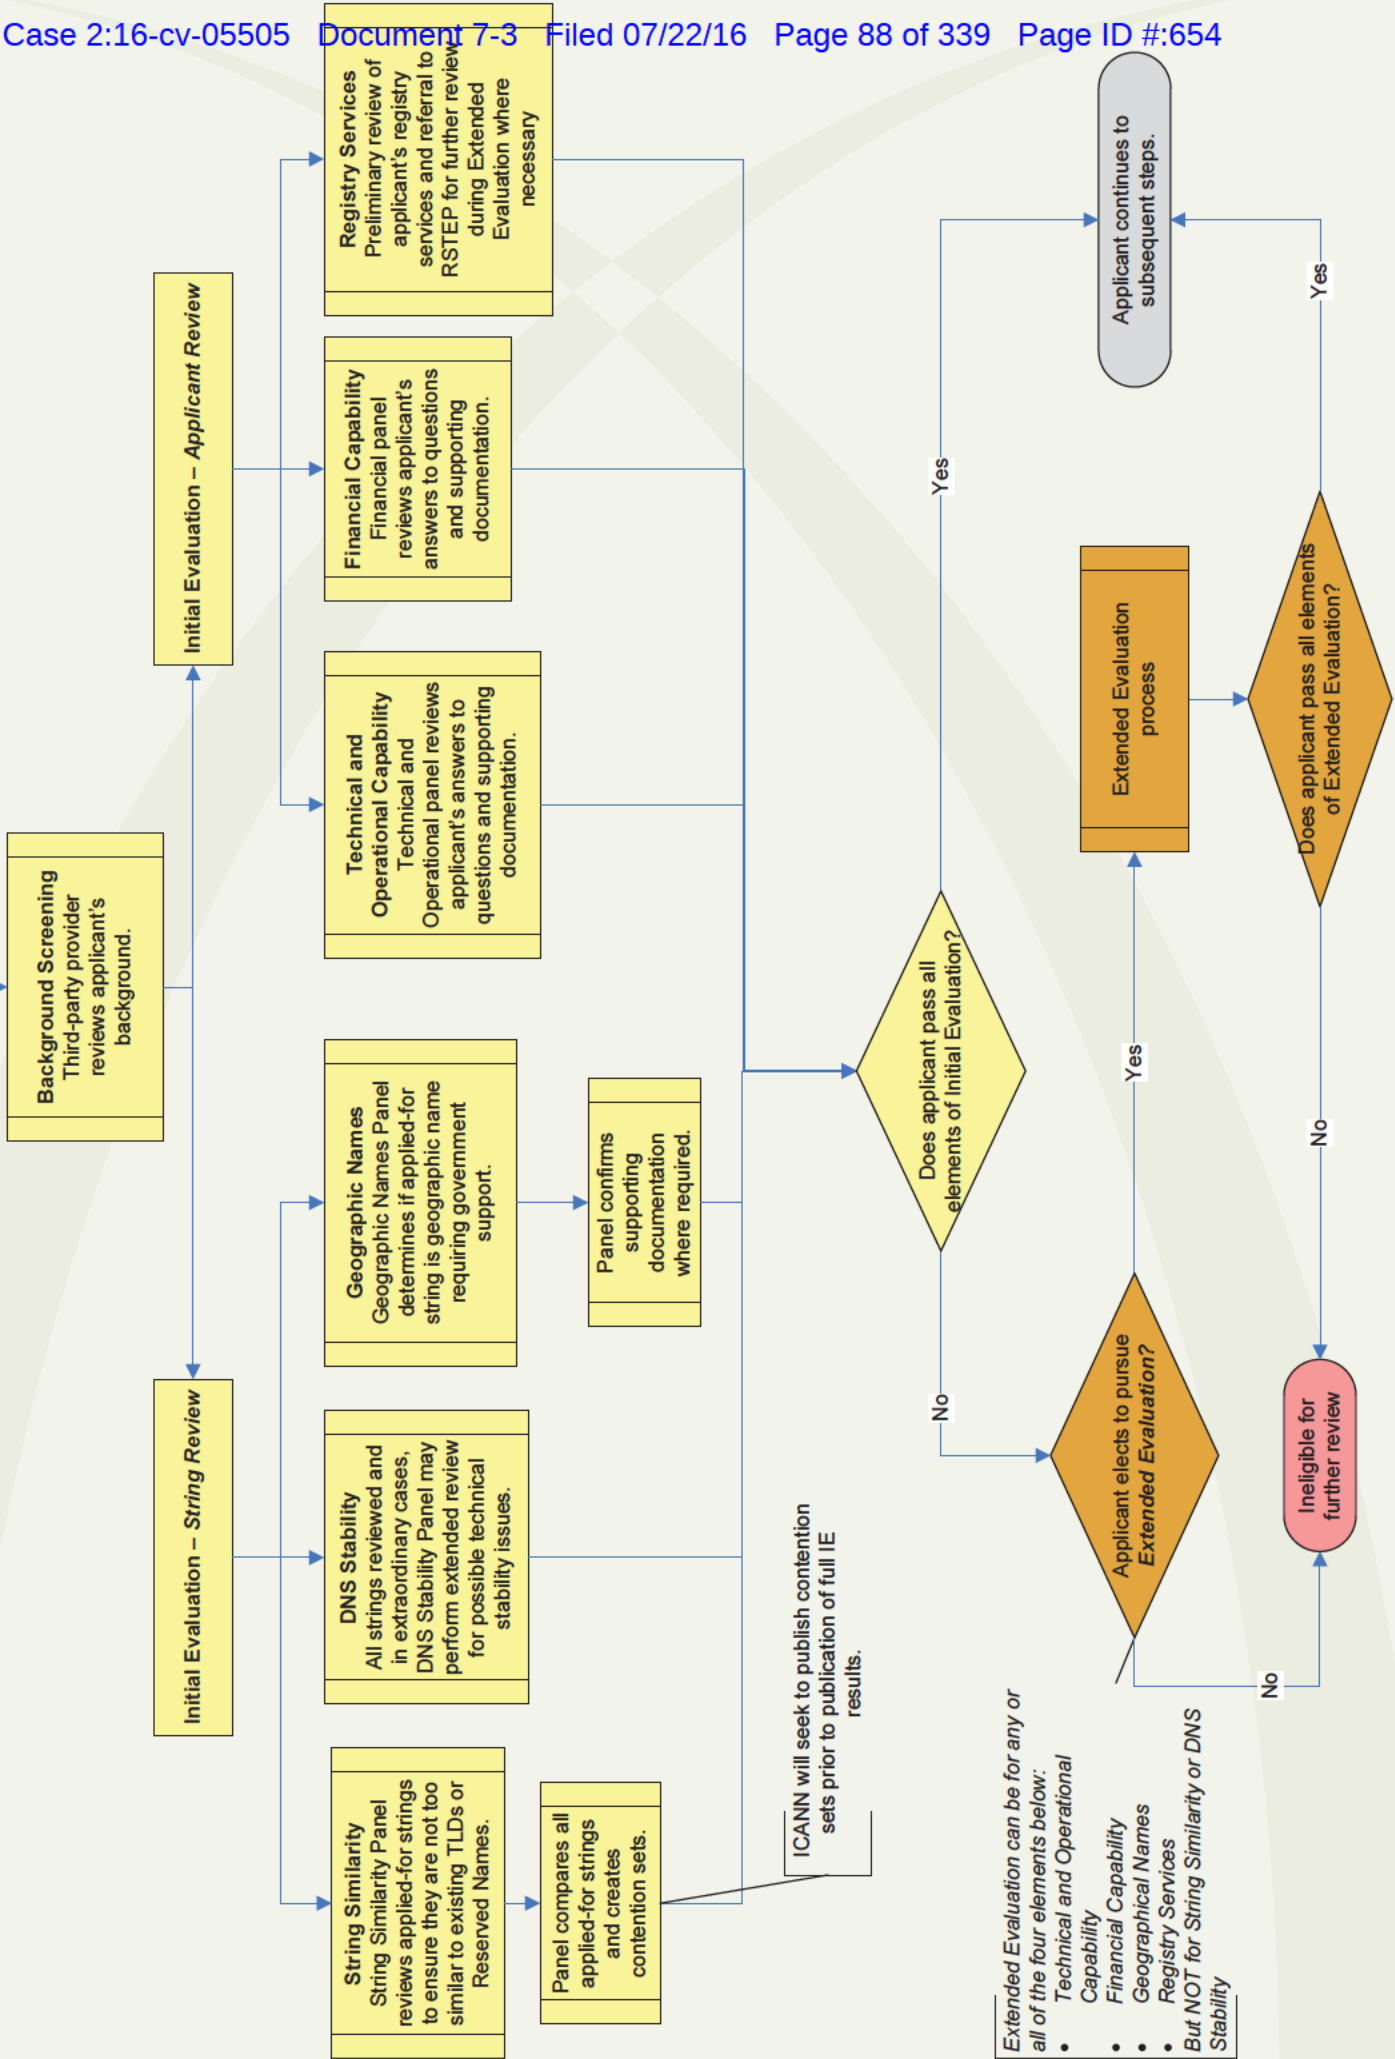 Case 2:16-cv-05505 Document 7-3 Filed 07/22/16 Page 88 of 339 Page ID #:654
Background Screening
Third-party provider
reviews applicant's
background.
Initial Evaluation – String Review
Initial Evaluation – Applicant Review
String Similarity
String Similarity Panel
reviews applied-for strings
to ensure they are not too
similar to existing TLDs or
Reserved Names.
DNS Stability
All strings reviewed and
in extraordinary cases,
DNS Stability Panel may
perform extended review
for possible technical
stability issues.
Geographic Names
Geographic Names Panel
determines if applied-for
string is geographic name
requiring government
support.
Technical and
Operational Capability
Technical and
Operational panel reviews
applicant's answers to
questions and supporting
documentation.
Financial Capability
Financial panel
reviews applicant's
answers to questions
and supporting
documentation.
Registry Services
Preliminary review of
applicant's registry
services and referral to
RSTEP for further review
during Extended
Evaluation where
necessary
Panel compares all
applied-for strings
and creates
contention sets.
Panel confirms
supporting
documentation
where required.
ICANN will seek to publish contention
sets prior to publication of full IE
results.
Does applicant pass all
elements of Initial Evaluation?
No
Yes
Extended Evaluation can be for any or
all of the four elements below:
• Technical and Operational
Capability
• Financial Capability
• Geographical Names
• Registry Services
But NOT for String Similarity or DNS
Stability
Applicant elects to pursue
Extended Evaluation?
Yes
Extended Evaluation
process
Applicant continues to
subsequent steps.
No
Ineligible for
further review
No
Does applicant pass all elements
of Extended Evaluation?
Yes